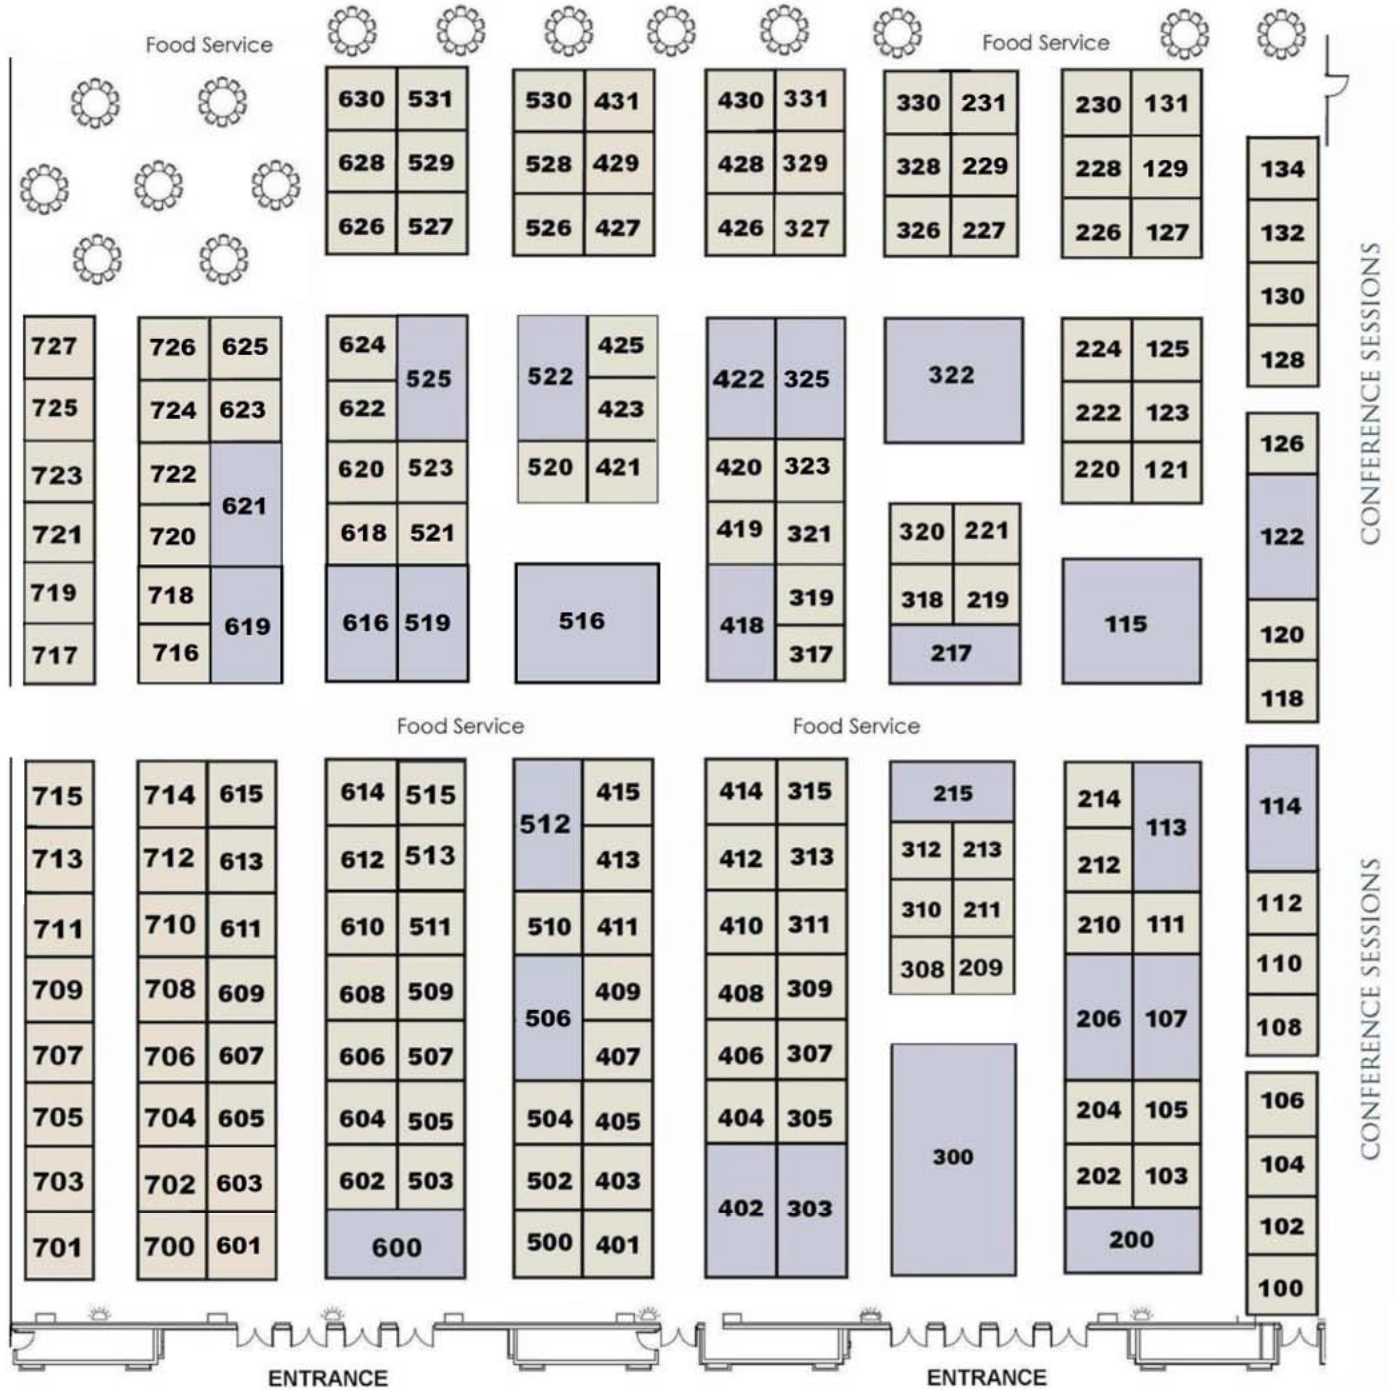 Food Service
Food Service
630 531 530 431 430 331 330 231 230 131
628 529 528 429 428 329 328 229 228 129 134
626 527 526 427 426 327 326 227 226 127 132
130
727 726 625 624 525 522 425 422 325 322 224 125 128
725 724 623 622 423 222 123
723 722 621 620 523 520 421 420 323 220 121 126
721 720 618 521 419 321 320 221 122
719 718 619 616 519 516 418 319 318 219 115 120
717 716 317 217 118
CONFERENCE SESSIONS
Food Service
Food Service
715 714 615 614 515 512 415 414 315 215 214 113 114
713 712 613 612 513 413 412 313 312 213 212
711 710 611 610 511 510 411 410 311 310 211 210 111 112
709 708 609 608 509 506 409 408 309 308 209 206 107 110
707 706 607 606 507 407 406 307 108
705 704 605 604 505 504 405 404 305 300 204 105 106
703 702 603 602 503 502 403 402 303 202 103 104
701 700 601 600 500 401 200 102
100
CONFERENCE SESSIONS
ENTRANCE
ENTRANCE